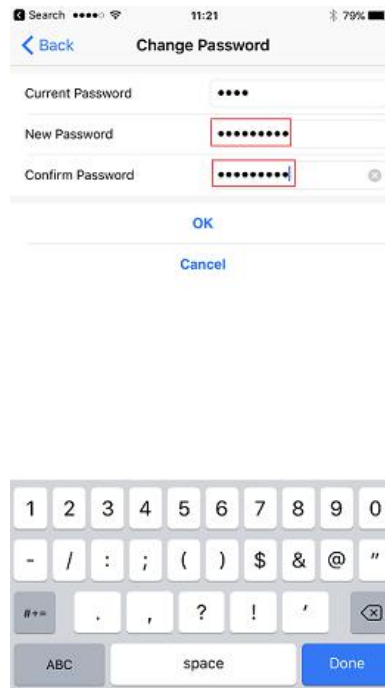 Search 11:21 79%
Back Change Password
Current Password ••••
New Password •••••••••
Confirm Password •••••••••
OK
Cancel
1 2 3 4 5 6 7 8 9 0
- / : ; ( ) $ & @ "
#+= . , ? ! ' 
ABC space Done